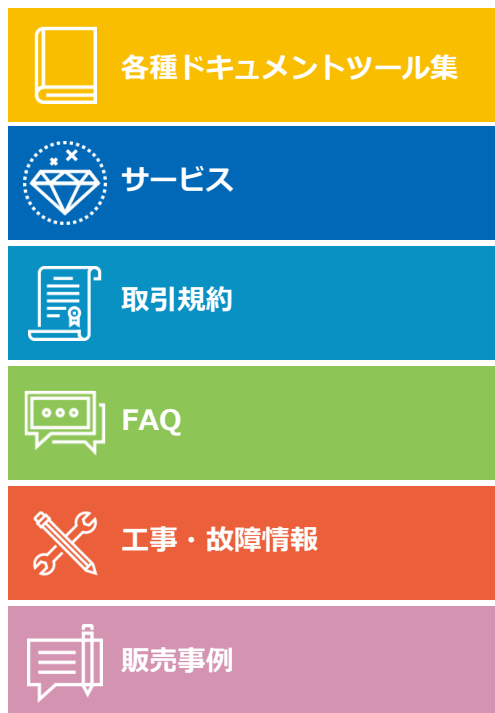 各種ドキュメントツール集
サービス
取引規約
FAQ
工事・故障情報
販売事例